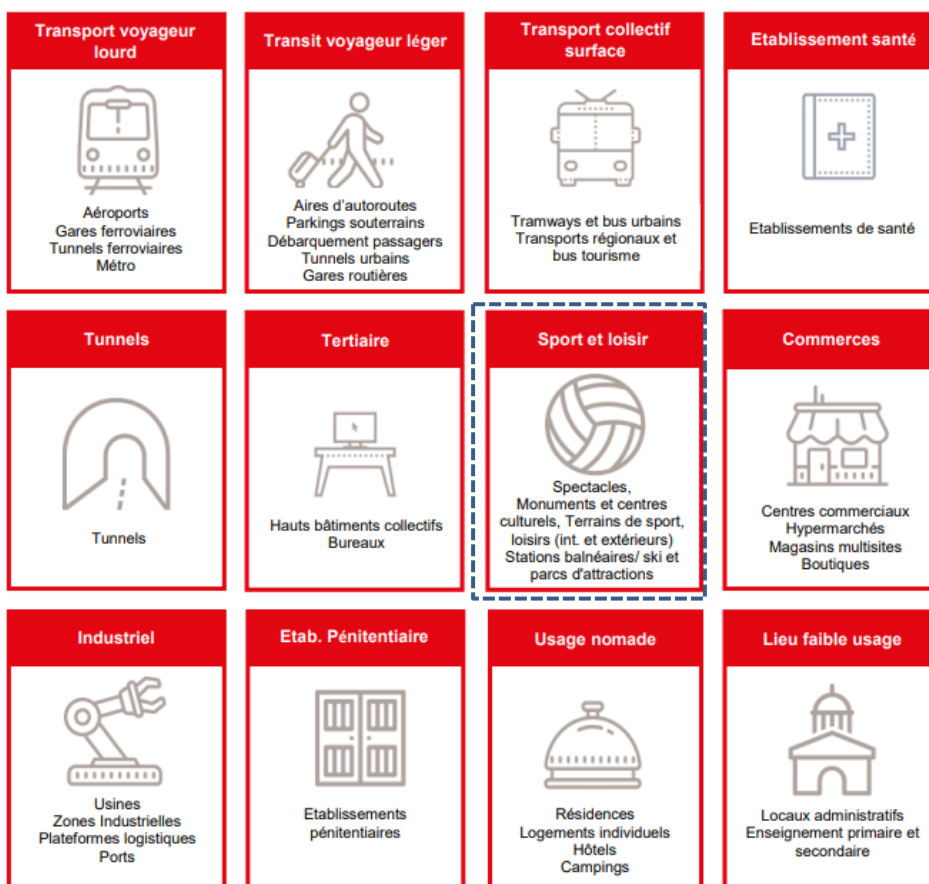 Transport voyageur
lourd
Aéroports
Gares ferroviaires
Tunnels ferroviaires
Métro
Transit voyageur léger
Aires d'autoroutes
Parkings souterrains
Débarquement passagers
Tunnels urbains
Gares routières
Transport collectif
surface
Tramways et bus urbains
Transports régionaux et
bus tourisme
Etablissement santé
Etablissements de santé
Tunnels
Tunnels
Tertiaire
Hauts bâtiments collectifs
Bureaux
Sport et loisir
Spectacles,
Monuments et centres
culturels, Terrains de sport,
loisirs (int. et extérieurs)
Stations balnéaires/ ski et
parcs d'attractions
Commerces
Centres commerciaux
Hypermarchés
Magasins multisites
Boutiques
Industriel
Usines
Zones Industrielles
Plateformes logistiques
Ports
Etab. Pénitentiaire
Etablissements
pénitentiaires
Usage nomade
Résidences
Logements individuels
Hôtels
Campings
Lieu faible usage
Locaux administratifs
Enseignement primaire et
secondaire